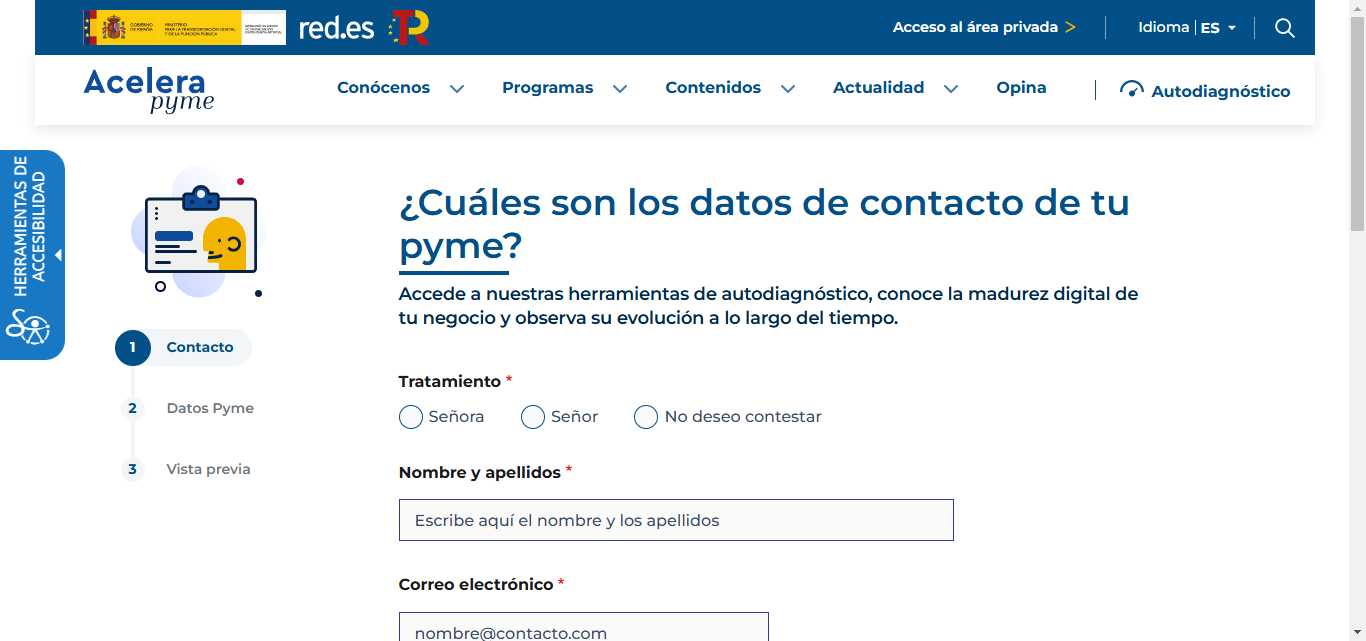 GOBIERNO DE ESPAÑA
MINISTERIO PARA LA TRANSFORMACIÓN DIGITAL Y DE LA FUNCIÓN PÚBLICA
red.es
Acceso al área privada >
Idioma | ES
Acelera pyme
Conócenos
Programas
Contenidos
Actualidad
Opina
Autodiagnóstico
HERRAMIENTAS DE
ACCESIBILIDAD
1 Contacto
2 Datos Pyme
3 Vista previa
¿Cuáles son los datos de contacto de tu
pyme?
Accede a nuestras herramientas de autodiagnóstico, conoce la madurez digital de
tu negocio y observa su evolución a lo largo del tiempo.
Tratamiento *
Señora
Señor
No deseo contestar
Nombre y apellidos *
Escribe aquí el nombre y los apellidos
Correo electrónico *
nombre@contacto.com